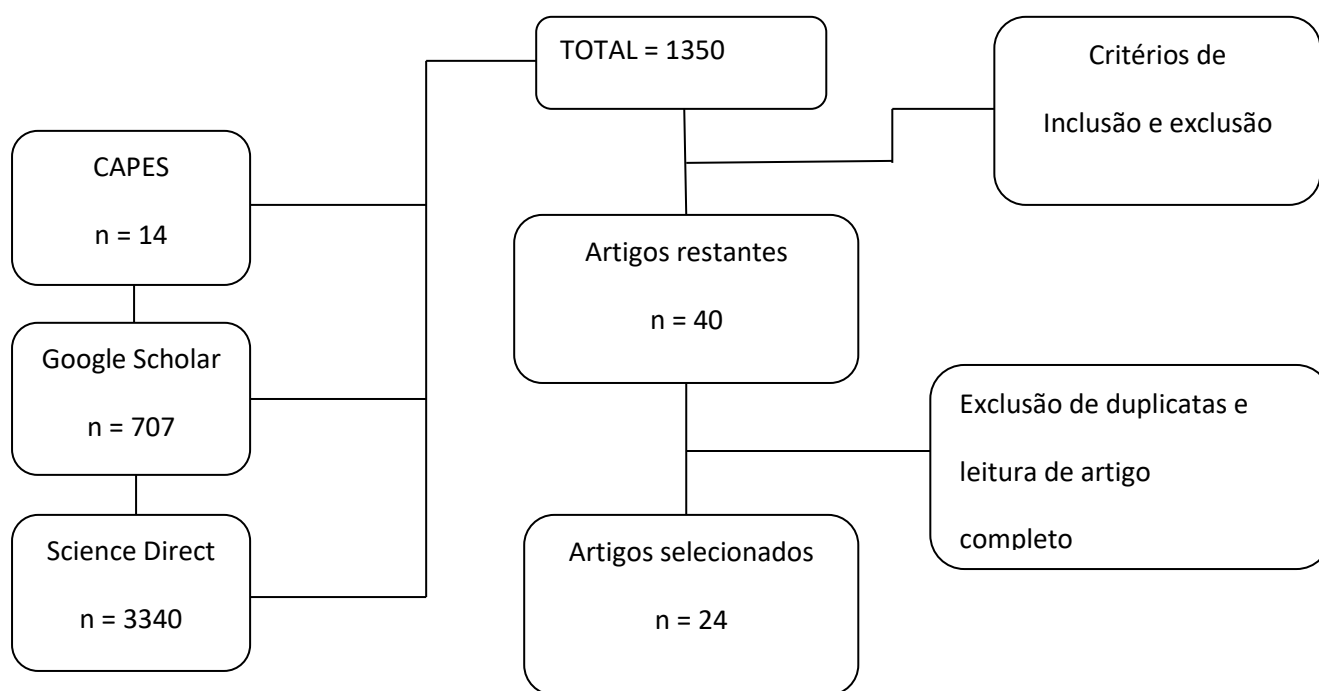 TOTAL = 1350
Critérios de
Inclusão e exclusão
CAPES
n = 14
Artigos restantes
n = 40
Google Scholar
n = 707
Exclusão de duplicatas e
leitura de artigo
completo
Science Direct
n = 3340
Artigos selecionados
n = 24